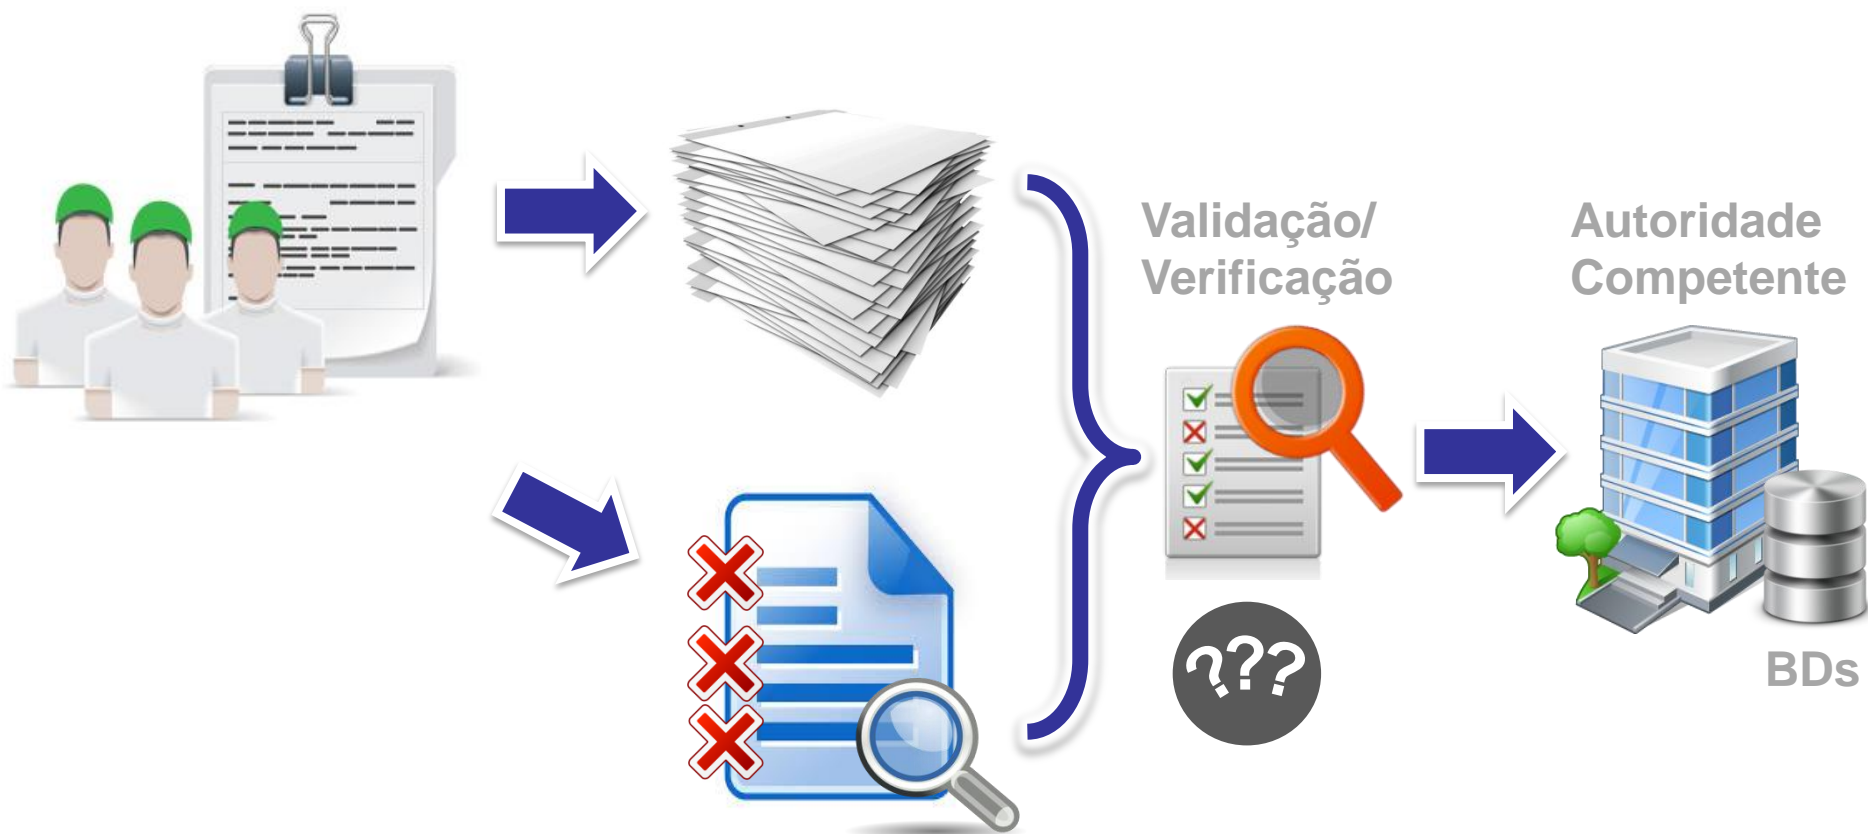 Validação/
Verificação
Autoridade
Competente
???
BDs